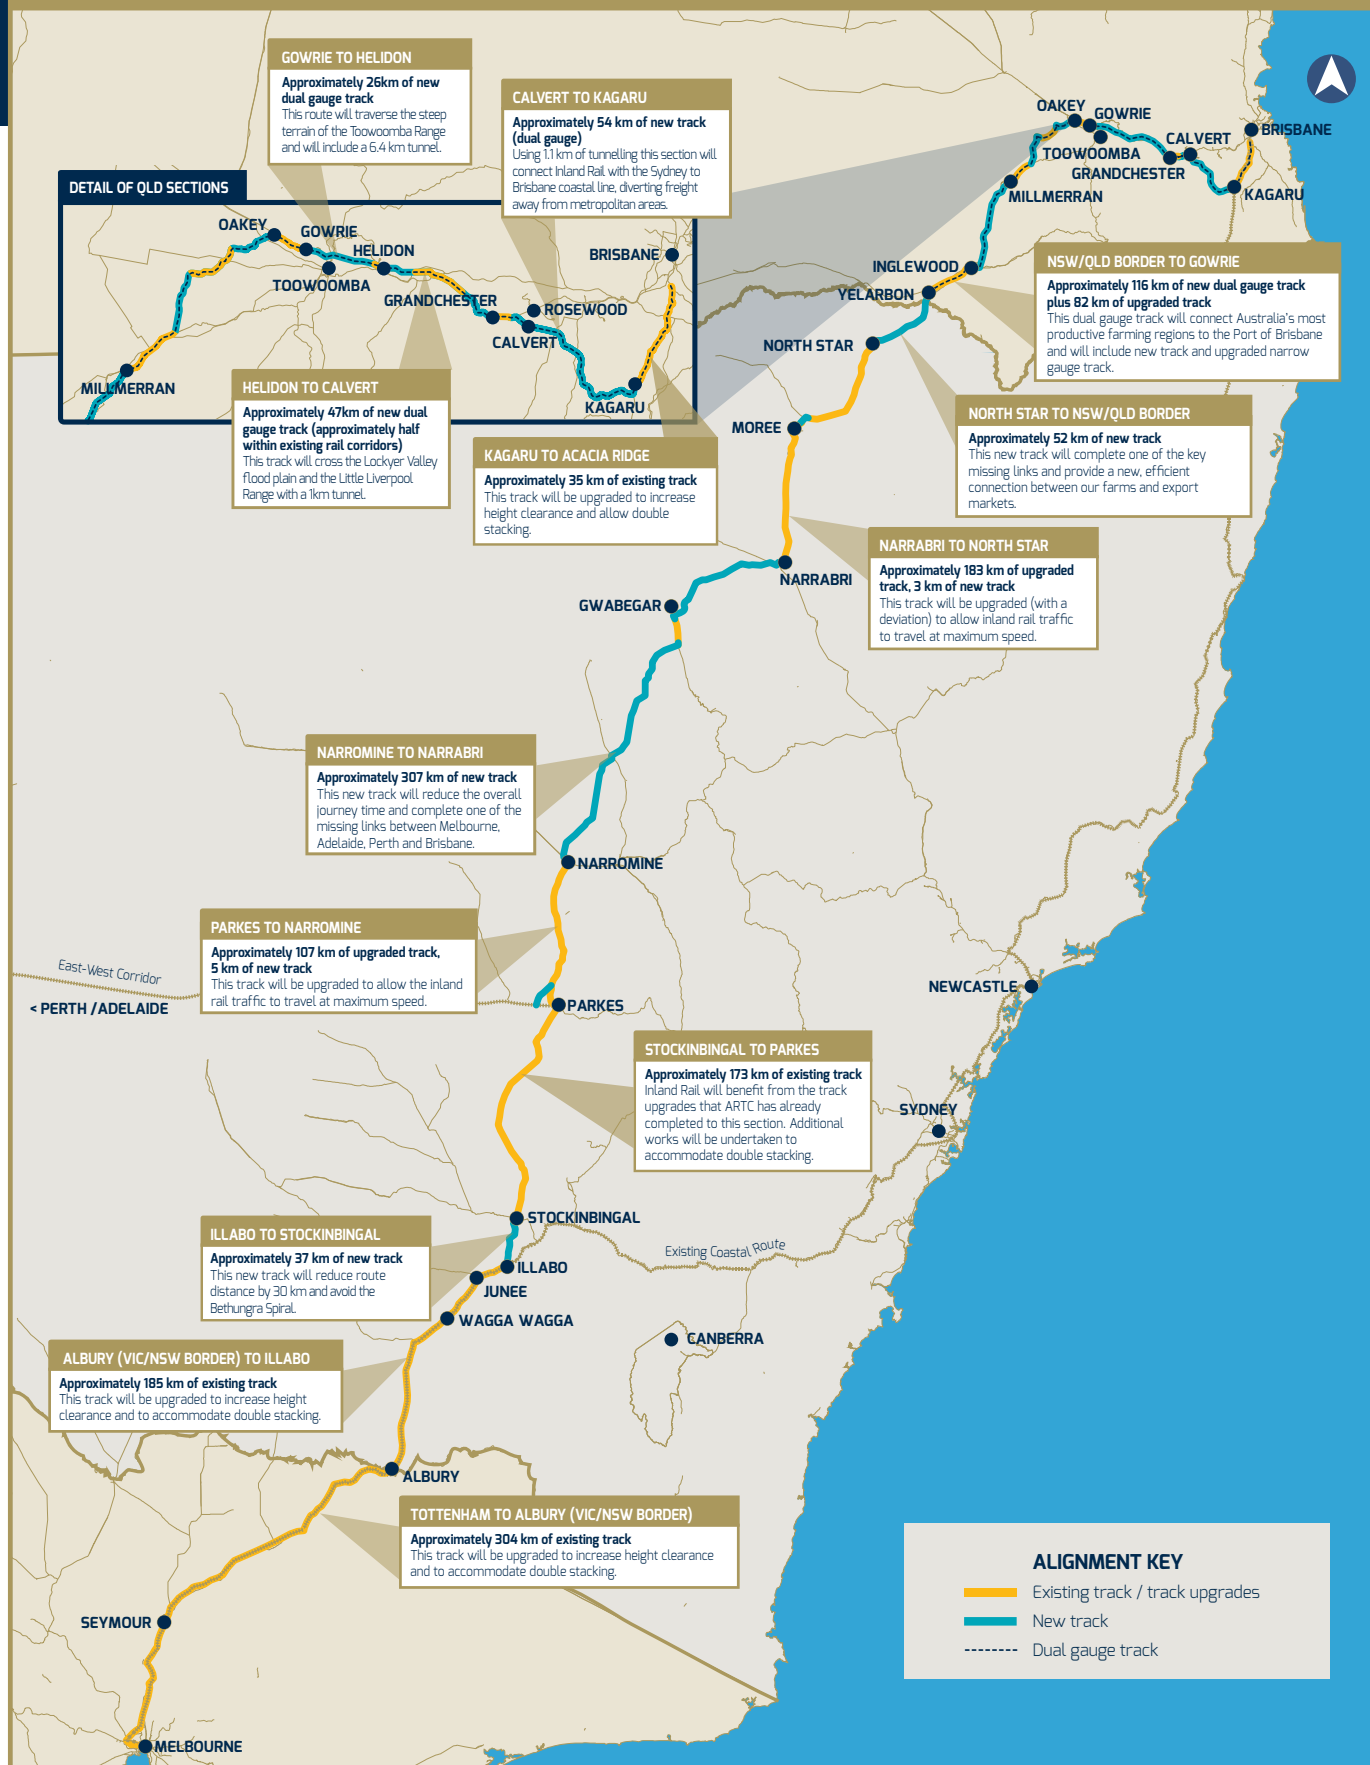 GOWRIE TO HELIDON
Approximately 26km of new
dual gauge track
This route will traverse the steep
terrain of the Toowoomba Range
and will include a 6.4 km tunnel.
CALVERT TO KAGARU
Approximately 54 km of new track
(dual gauge)
Using 1.1 km of tunnelling this section will
connect Inland Rail with the Sydney to
Brisbane coastal line, diverting freight
away from metropolitan areas.
OAKEY
GOWRIE
TOOWOOMBA
CALVERT
GRANDCHESTER
BRISBANE
MILLMERRAN
KAGARU
DETAIL OF QLD SECTIONS
OAKEY
GOWRIE
HELIDON
TOOWOOMBA
GRANDCHESTER
ROSEWOOD
CALVERT
BRISBANE
MILLMERRAN
KAGARU
INGLEWOOD
YELARBON
NORTH STAR
NSW/QLD BORDER TO GOWRIE
Approximately 116 km of new dual gauge track
plus 82 km of upgraded track
This dual gauge track will connect Australia's most
productive farming regions to the Port of Brisbane
and will include new track and upgraded narrow
gauge track.
HELIDON TO CALVERT
Approximately 47km of new dual
gauge track (approximately half
within existing rail corridors)
This track will cross the Lockyer Valley
flood plain and the Little Liverpool
Range with a 1km tunnel.
KAGARU TO ACACIA RIDGE
Approximately 35 km of existing track
This track will be upgraded to increase
height clearance and allow double
stacking.
MOREE
NORTH STAR TO NSW/QLD BORDER
Approximately 52 km of new track
This new track will complete one of the key
missing links and provide a new, efficient
connection between our farms and export
markets.
NARRABRI TO NORTH STAR
Approximately 183 km of upgraded
track, 3 km of new track
This track will be upgraded (with a
deviation) to allow inland rail traffic
to travel at maximum speed.
NARRABRI
GWABEGAR
NARROMINE TO NARRABRI
Approximately 307 km of new track
This new track will reduce the overall
journey time and complete one of the
missing links between Melbourne,
Adelaide, Perth and Brisbane.
NARROMINE
PARKES TO NARROMINE
Approximately 107 km of upgraded track,
5 km of new track
This track will be upgraded to allow the inland
rail traffic to travel at maximum speed.
East-West Corridor
< PERTH /ADELAIDE
PARKES
NEWCASTLE
STOCKINBINGAL TO PARKES
Approximately 173 km of existing track
Inland Rail will benefit from the track
upgrades that ARTC has already
completed to this section. Additional
works will be undertaken to
accommodate double stacking.
SYDNEY
STOCKINBINGAL
ILLABO TO STOCKINBINGAL
Approximately 37 km of new track
This new track will reduce route
distance by 30 km and avoid the
Bethungra Spiral.
Existing Coastal Route
ILLABO
JUNEE
WAGGA WAGGA
CANBERRA
ALBURY (VIC/NSW BORDER) TO ILLABO
Approximately 185 km of existing track
This track will be upgraded to increase height
clearance and to accommodate double stacking.
ALBURY
TOTTENHAM TO ALBURY (VIC/NSW BORDER)
Approximately 304 km of existing track
This track will be upgraded to increase height clearance
and to accommodate double stacking.
SEYMOUR
MELBOURNE
ALIGNMENT KEY
Existing track / track upgrades
New track
Dual gauge track